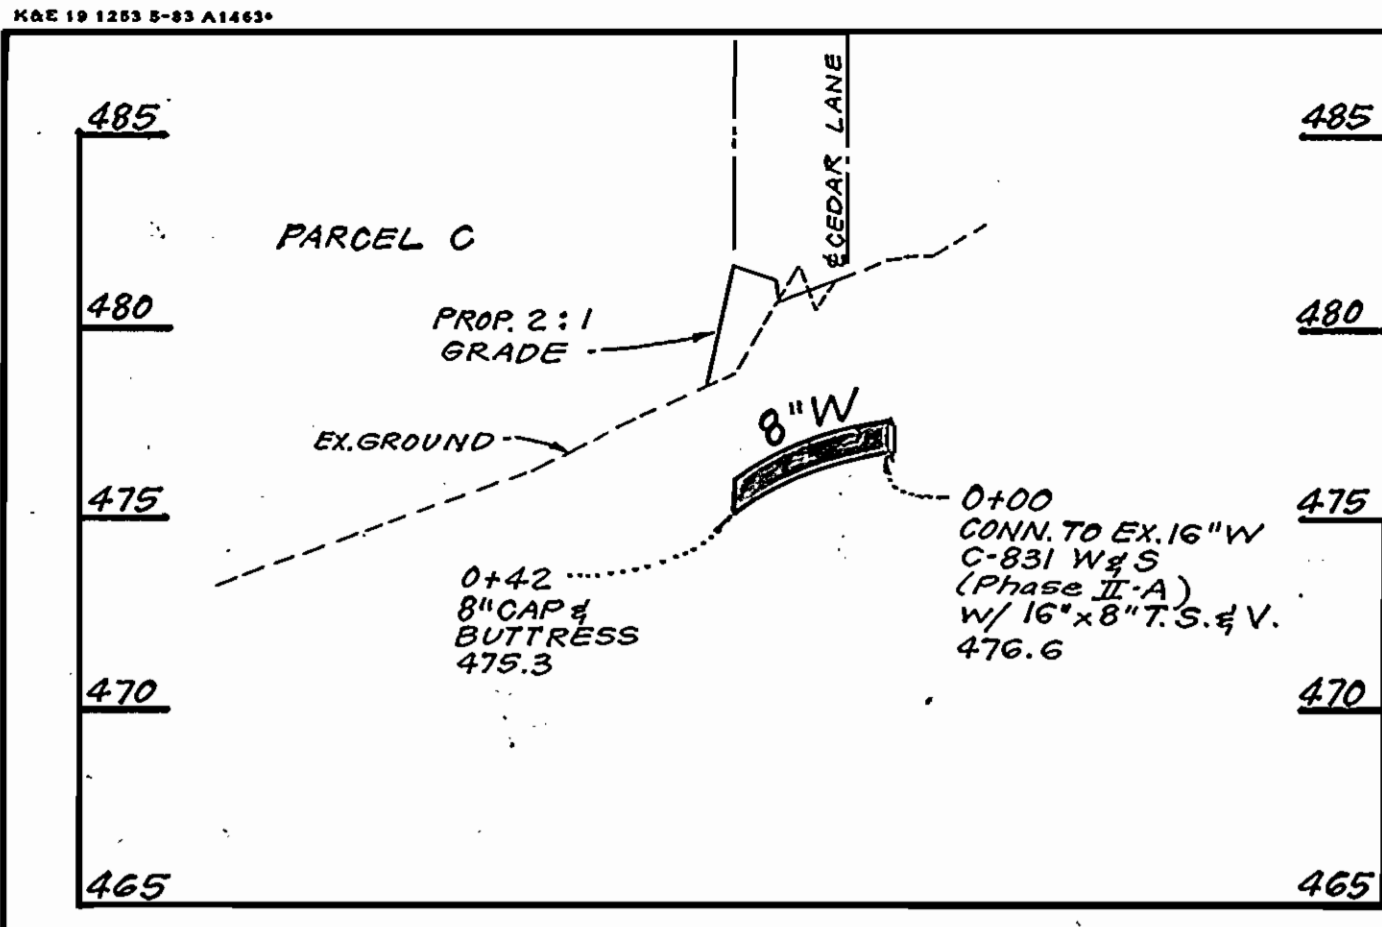 K&E 19 1253 5-83 A1463
485
485
℄ CEDAR LANE
PARCEL C
480
480
PROP. 2:1
GRADE
EX.GROUND
8"W
475
475
0+00
CONN. TO EX.16"W
C-831 W&S
(Phase II-A)
W/ 16"x8"T.S.& V.
476.6
0+42
8"CAP &
BUTTRESS
475.3
470
470
465
465